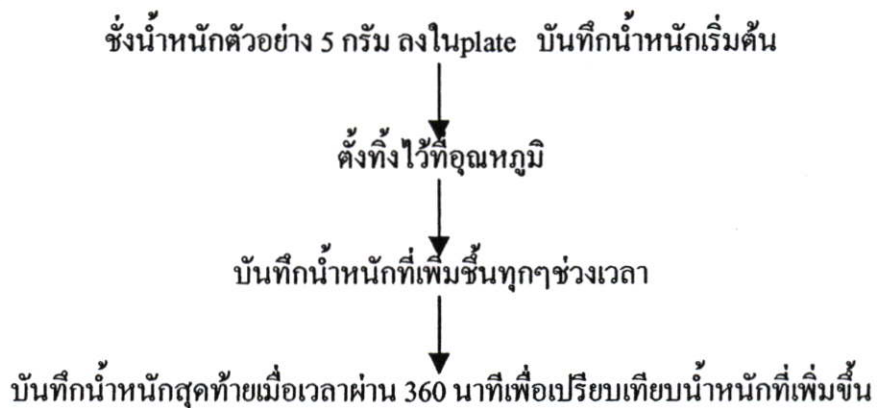 ชั่งน้ำหนักตัวอย่าง 5 กรัม ลงในplate บันทึกน้ำหนักเริ่มต้น
ตั้งทิ้งไว้ที่อุณหภูมิ
บันทึกน้ำหนักที่เพิ่มชึ้นทุกๆช่วงเวลา
บันทึกน้ำหนักสุดท้ายเมื่อเวลาผ่าน 360 นาทีเพื่อเปรียบเทียบน้ำหนักที่เพิ่มขึ้น